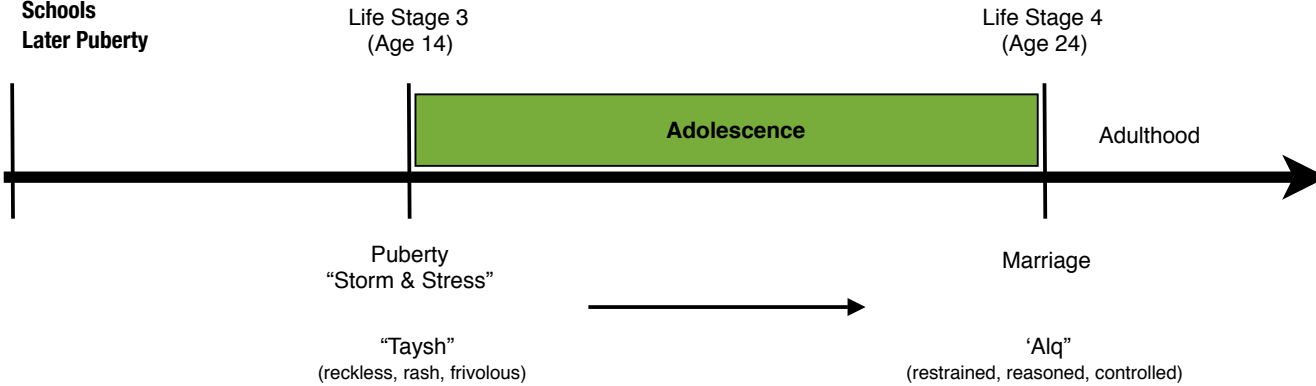 Schools
Later Puberty
Life Stage 3
(Age 14)
Life Stage 4
(Age 24)
Adolescence
Adulthood
Puberty
“Storm & Stress”
Marriage
“Taysh”
(reckless, rash, frivolous)
‘Alq”
(restrained, reasoned, controlled)